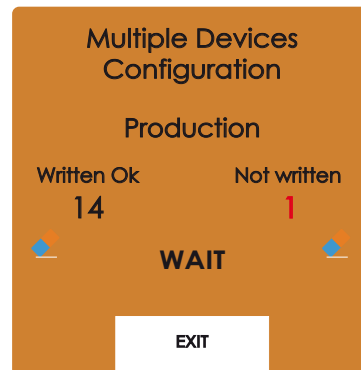 Multiple Devices
Configuration
Production
Written Ok
Not written
14
1
WAIT
EXIT